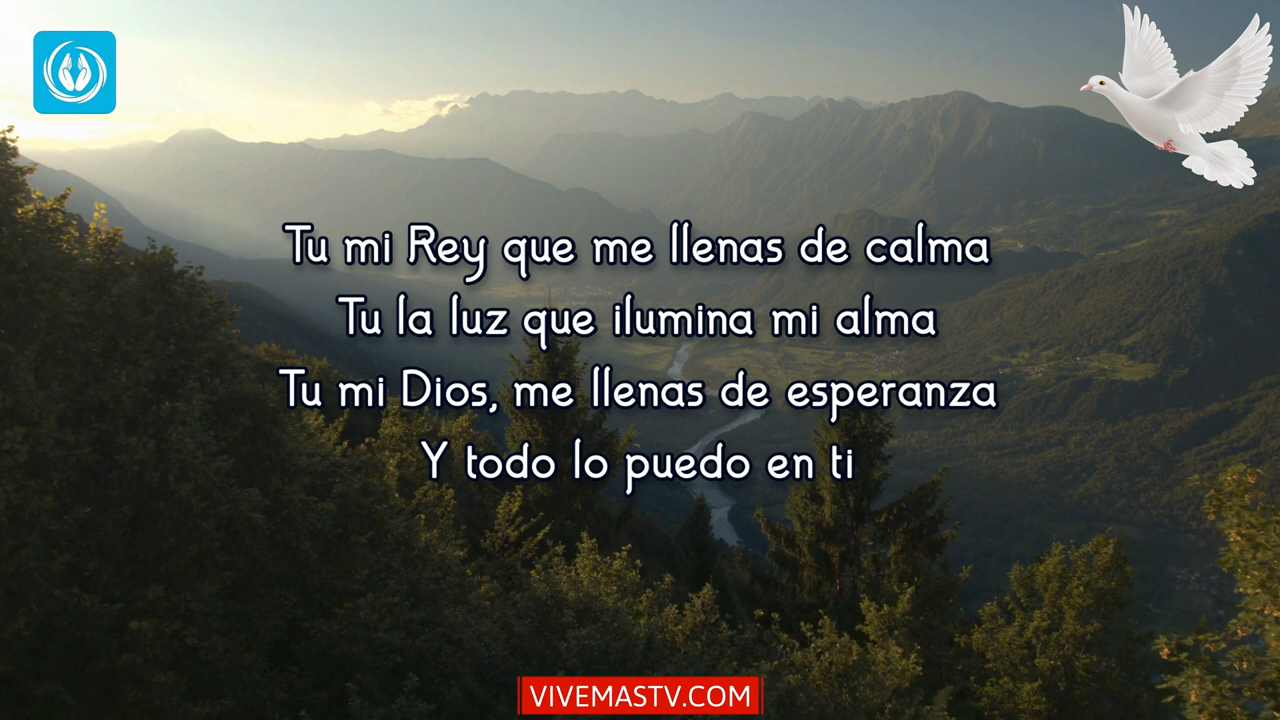 Tu mi Rey que me llenas de calma
Tu la luz que ilumina mi alma
Tu mi Dios, me llenas de esperanza
Y todo lo puedo en ti
VIVEMASTV.COM